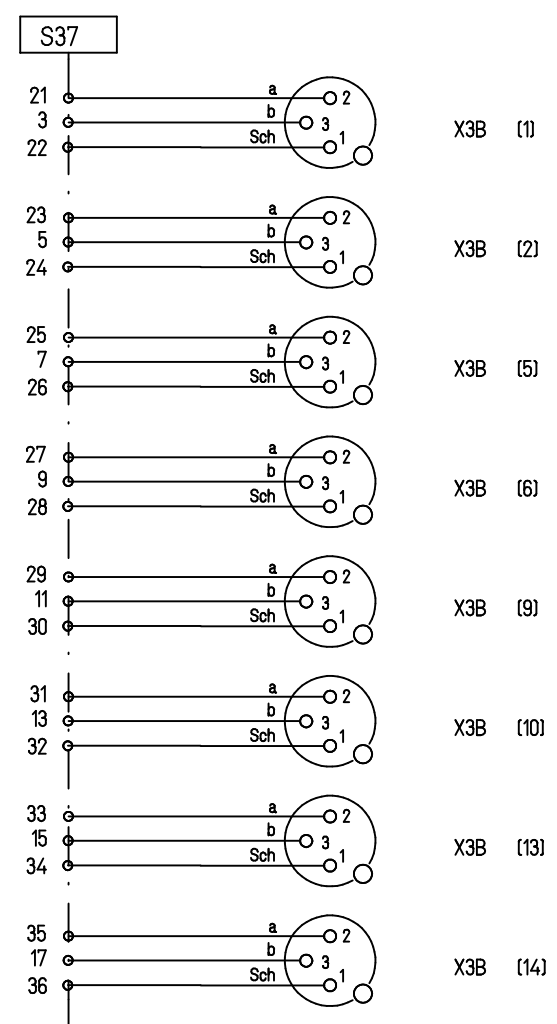 S37
21 a 2
3 b 3 X3B (1)
22 Sch 1
23 a 2
5 b 3 X3B (2)
24 Sch 1
25 a 2
7 b 3 X3B (5)
26 Sch 1
27 a 2
9 b 3 X3B (6)
28 Sch 1
29 a 2
11 b 3 X3B (9)
30 Sch 1
31 a 2
13 b 3 X3B (10)
32 Sch 1
33 a 2
15 b 3 X3B (13)
34 Sch 1
35 a 2
17 b 3 X3B (14)
36 Sch 1